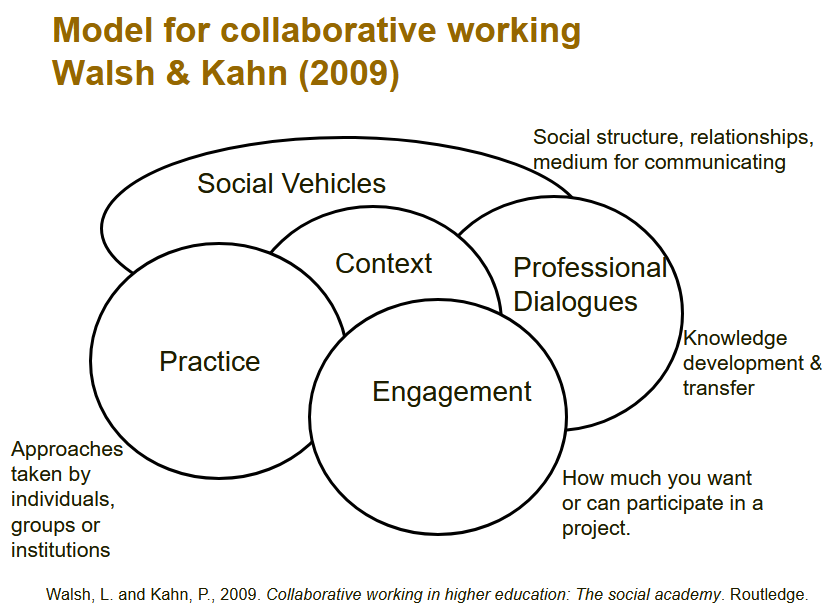 Model for collaborative working
Walsh & Kahn (2009)
Social structure, relationships,
medium for communicating
Social Vehicles
Context
Professional
Dialogues
Practice
Engagement
Knowledge
development &
transfer
Approaches
taken by
individuals,
groups or
institutions
How much you want
or can participate in a
project.
Walsh, L. and Kahn, P., 2009. Collaborative working in higher education: The social academy. Routledge.